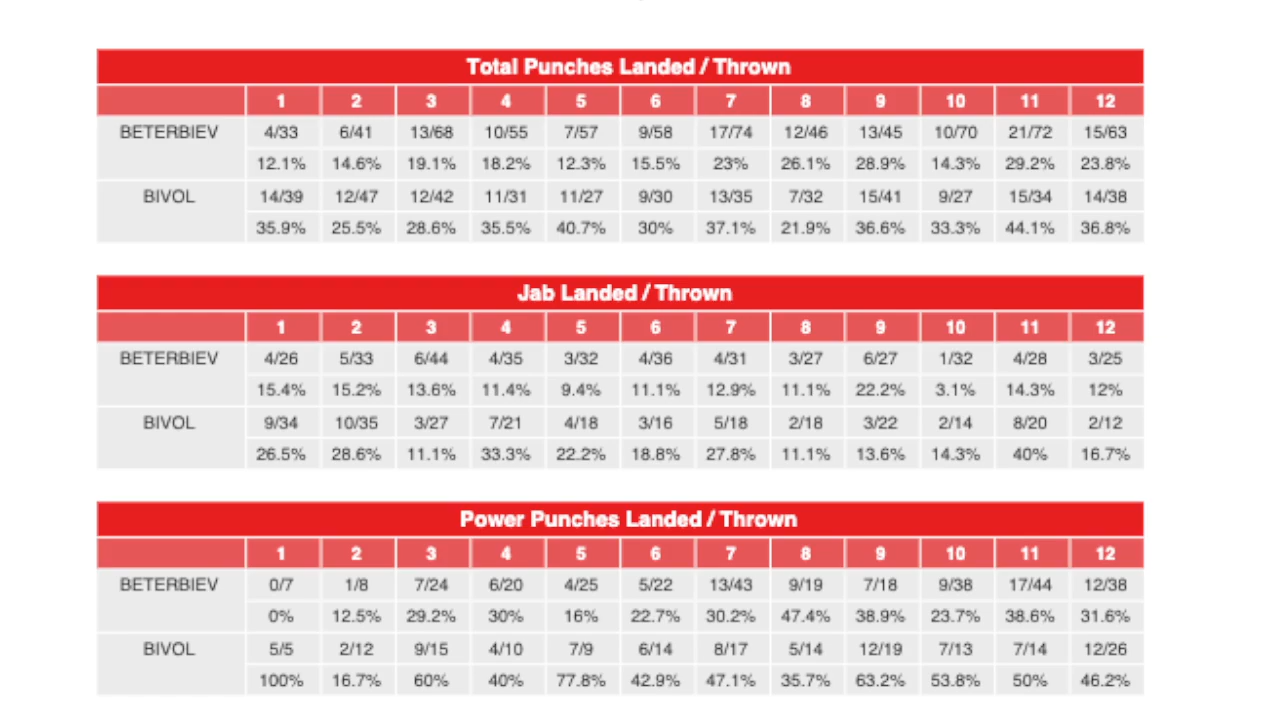 Total Punches Landed / Thrown
1 2 3 4 5 6 7 8 9 10 11 12
BETERBIEV 4/33 6/41 13/68 10/55 7/57 9/58 17/74 12/46 13/45 10/70 21/72 15/63
12.1% 14.6% 19.1% 18.2% 12.3% 15.5% 23% 26.1% 28.9% 14.3% 29.2% 23.8%
BIVOL 14/39 12/47 12/42 11/31 11/27 9/30 13/35 7/32 15/41 9/27 15/34 14/38
35.9% 25.5% 28.6% 35.5% 40.7% 30% 37.1% 21.9% 36.6% 33.3% 44.1% 36.8%
Jab Landed / Thrown
1 2 3 4 5 6 7 8 9 10 11 12
BETERBIEV 4/26 5/33 6/44 4/35 3/32 4/36 4/31 3/27 6/27 1/32 4/28 3/25
15.4% 15.2% 13.6% 11.4% 9.4% 11.1% 12.9% 11.1% 22.2% 3.1% 14.3% 12%
BIVOL 9/34 10/35 3/27 7/21 4/18 3/16 5/18 2/18 3/22 2/14 8/20 2/12
26.5% 28.6% 11.1% 33.3% 22.2% 18.8% 27.8% 11.1% 13.6% 14.3% 40% 16.7%
Power Punches Landed / Thrown
1 2 3 4 5 6 7 8 9 10 11 12
BETERBIEV 0/7 1/8 7/24 6/20 4/25 5/22 13/43 9/19 7/18 9/38 17/44 12/38
0% 12.5% 29.2% 30% 16% 22.7% 30.2% 47.4% 38.9% 23.7% 38.6% 31.6%
BIVOL 5/5 2/12 9/15 4/10 7/9 6/14 8/17 5/14 12/19 7/13 7/14 12/26
100% 16.7% 60% 40% 77.8% 42.9% 47.1% 35.7% 63.2% 53.8% 50% 46.2%